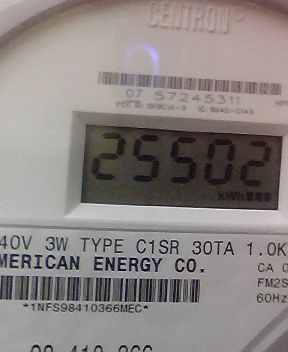 CENTRON®
07 57245311
25502
kWh
40V 3W TYPE C1SR 30TA 1.0K
MERICAN ENERGY CO.
CA 0
FM2S
60Hz
*1NFS98410366MEC*